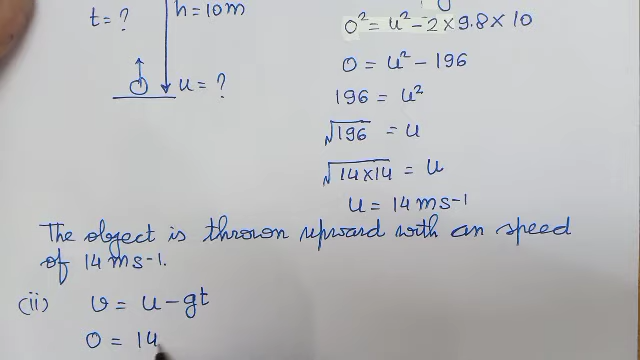 t = ?
h = 10m
u = ?
0² = u² - 2 × 9.8 × 10
0 = u² - 196
196 = u²
√196 = u
√14×14 = u
u = 14 ms-1
The object is thrown upward with an speed
of 14 ms-1.
(ii) v = u - gt
0 = 14